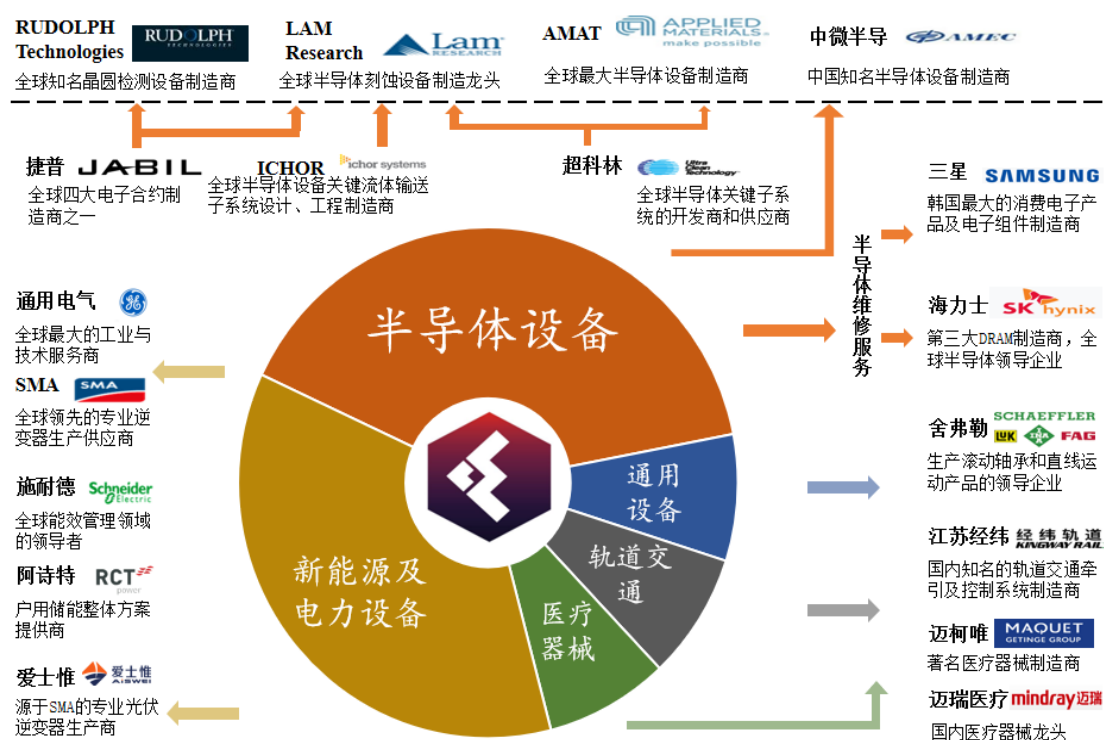 RUDOLPH
Technologies
RUDOLPH
TECHNOLOGIES
全球知名晶圆检测设备制造商
LAM
Research
Lam
RESEARCH
全球半导体刻蚀设备制造龙头
AMAT
APPLIED
MATERIALS
make possible
全球最大半导体设备制造商
中微半导
AMEC
中国知名半导体设备制造商
捷普 JABIL
全球四大电子合约制
造商之一
ICHOR ichor systems
全球半导体设备关键流体输送
子系统设计、工程制造商
超科林
Ultra
Clean
Technology
全球半导体关键子系
统的开发商和供应商
三星 SAMSUNG
韩国最大的消费电子产
品及电子组件制造商
半导体维修服务
海力士 SK hynix
第三大DRAM制造商，全
球半导体领导企业
通用电气
全球最大的工业与
技术服务商
SMA SMA
全球领先的专业逆
变器生产供应商
施耐德 Schneider
Electric
全球能效管理领域
的领导者
阿诗特 RCT
power
户用储能整体方案
提供商
爱士惟 爱士惟
AISWEI
源于SMA的专业光伏
逆变器生产商
半导体设备
通用
设备
轨道交
通
医疗
器械
新能源及
电力设备
舍弗勒 SCHAEFFLER
LUK INA FAG
生产滚动轴承和直线运
动产品的领导企业
江苏经纬 经纬轨道
KINGWAY RAIL
国内知名的轨道交通牵
引及控制系统制造商
迈柯唯 MAQUET
GETINGE GROUP
著名医疗器械制造商
迈瑞医疗 mindray迈瑞
国内医疗器械龙头